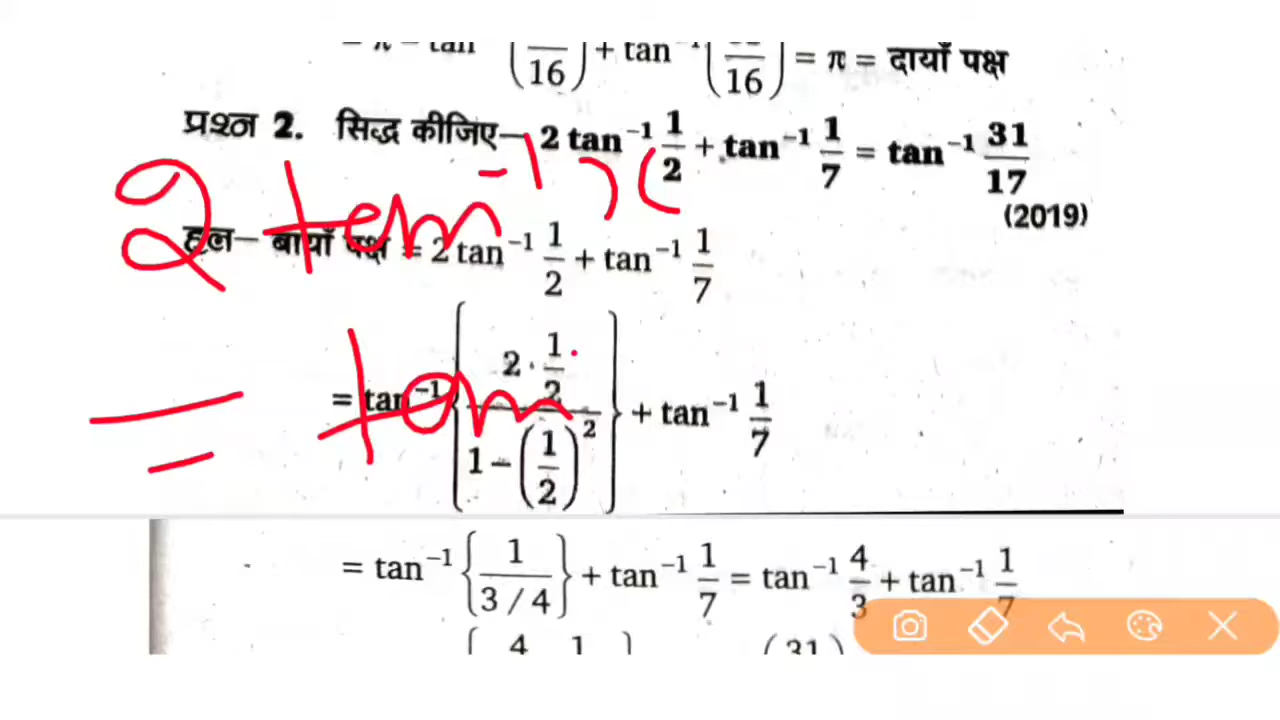 = π − tan⁻¹ ( /16) + tan⁻¹ ( /16) = π = दायाँ पक्ष
प्रश्न 2. सिद्ध कीजिए− 2 tan⁻¹ 1/2 + tan⁻¹ 1/7 = tan⁻¹ 31/17
(2019)
2 tan⁻¹ x
हल− बायाँ पक्ष = 2 tan⁻¹ 1/2 + tan⁻¹ 1/7
= tan
= tan⁻¹ { 2 · 1/2 / 1 − (1/2)² } + tan⁻¹ 1/7
= tan⁻¹ { 1 / 3/4 } + tan⁻¹ 1/7 = tan⁻¹ 4/3 + tan⁻¹ 1/7
{ 4 1 } (31)